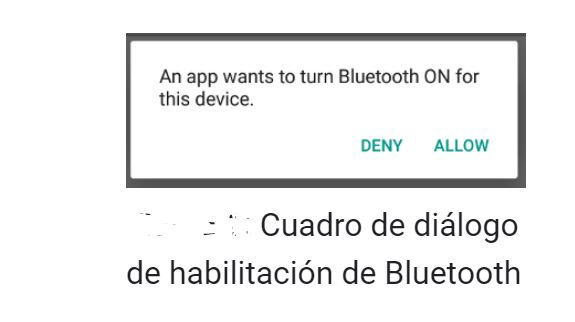 An app wants to turn Bluetooth ON for
this device.
DENY ALLOW
Cuadro de diálogo
de habilitación de Bluetooth